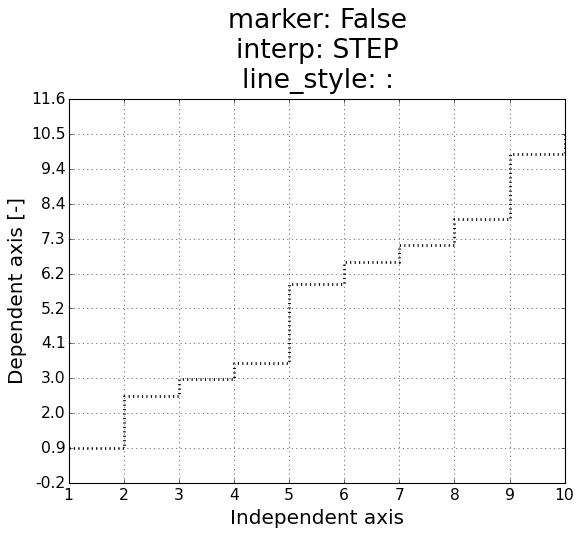 marker: False
interp: STEP
line_style: :
11.6
10.5
9.4
8.4
7.3
6.2
5.2
4.1
3.0
2.0
0.9
-0.2
Dependent axis [-]
1 2 3 4 5 6 7 8 9 10
Independent axis